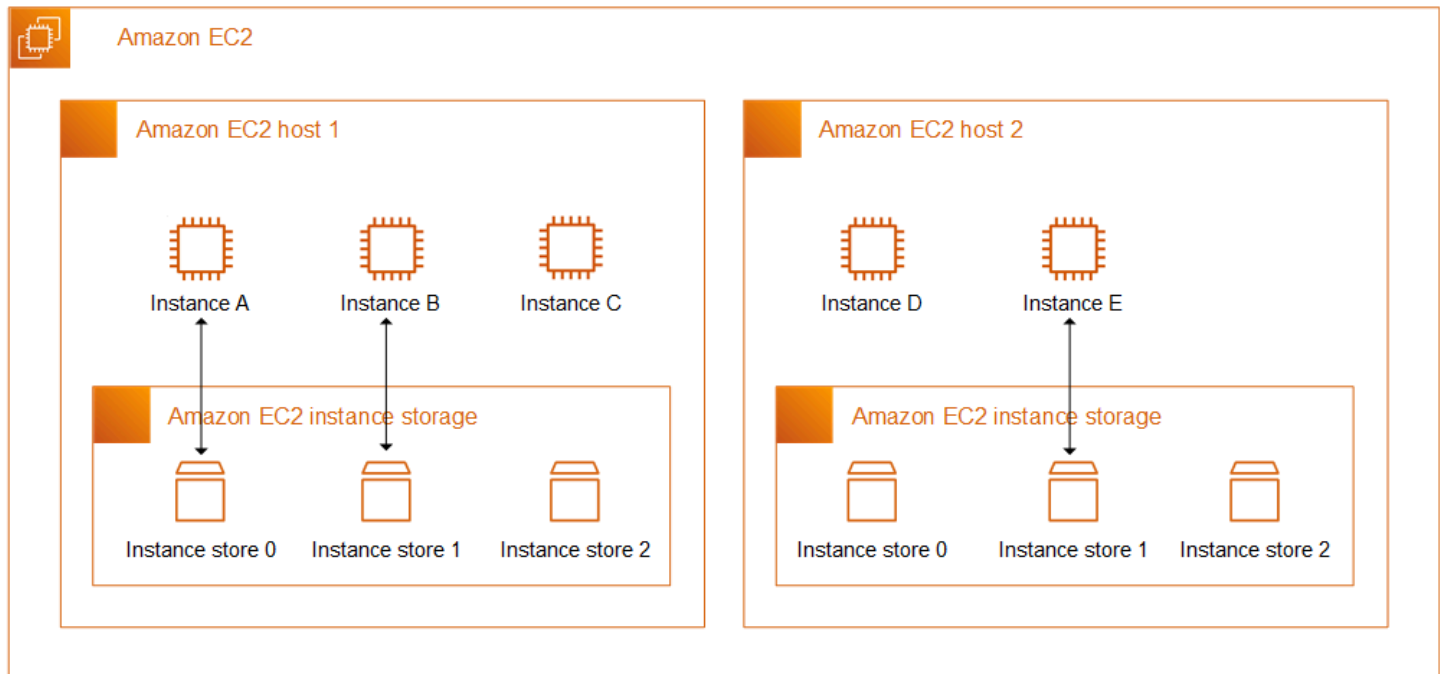 Amazon EC2
Amazon EC2 host 1
Instance A
Instance B
Instance C
Amazon EC2 instance storage
Instance store 0
Instance store 1
Instance store 2
Amazon EC2 host 2
Instance D
Instance E
Amazon EC2 instance storage
Instance store 0
Instance store 1
Instance store 2